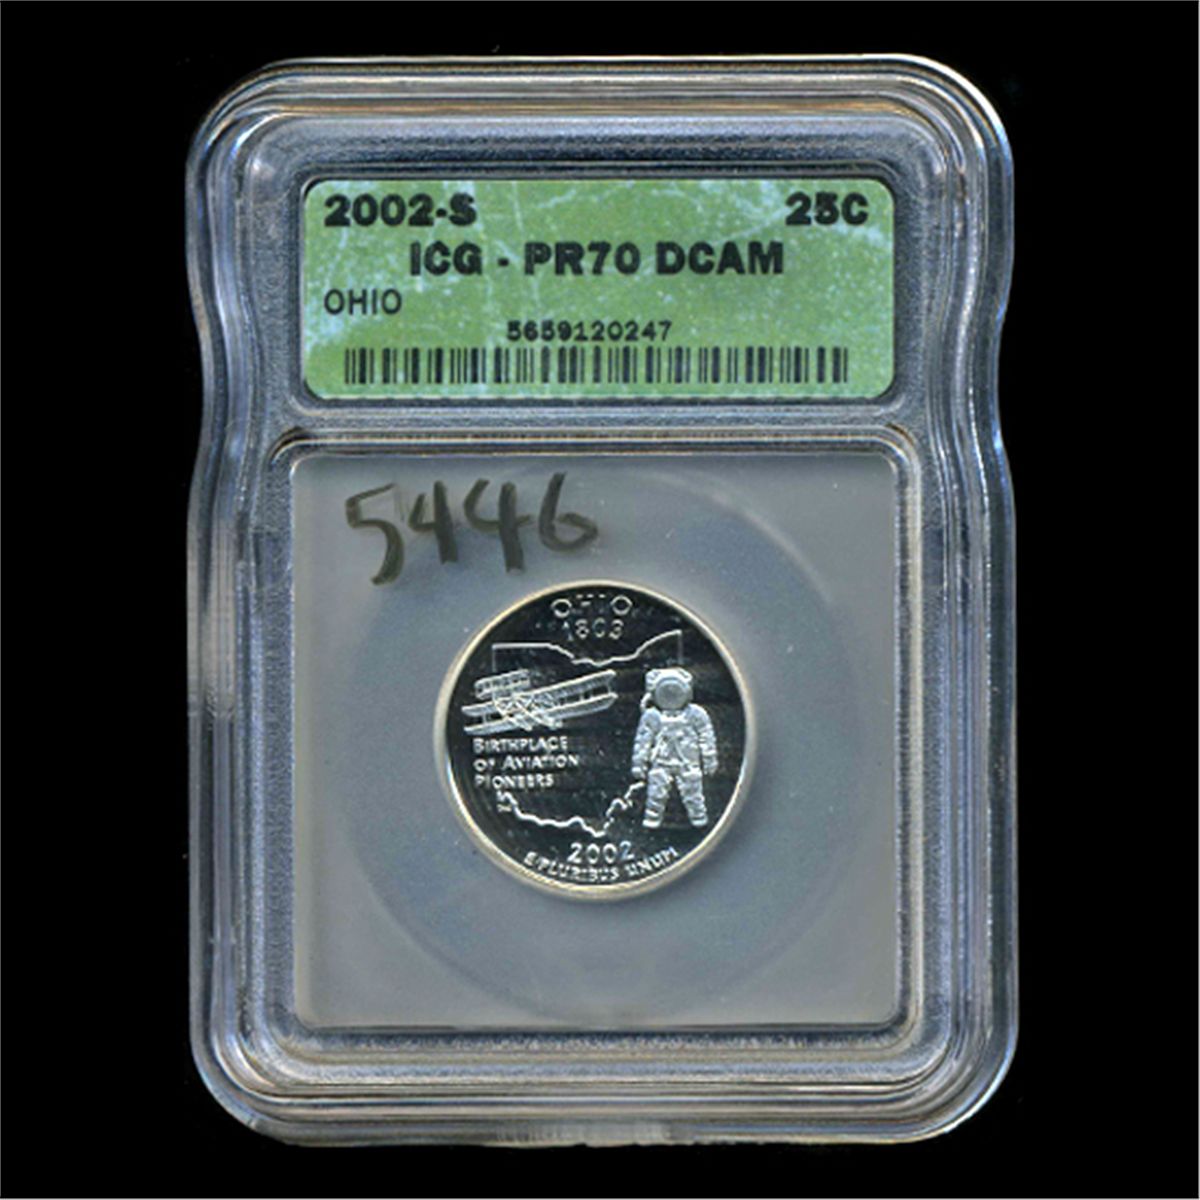 2002-S 25C
ICG - PR70 DCAM
OHIO
5659120247
5446
OHIO
1803
BIRTHPLACE
OF AVIATION
PIONEERS
2002
E PLURIBUS UNUM